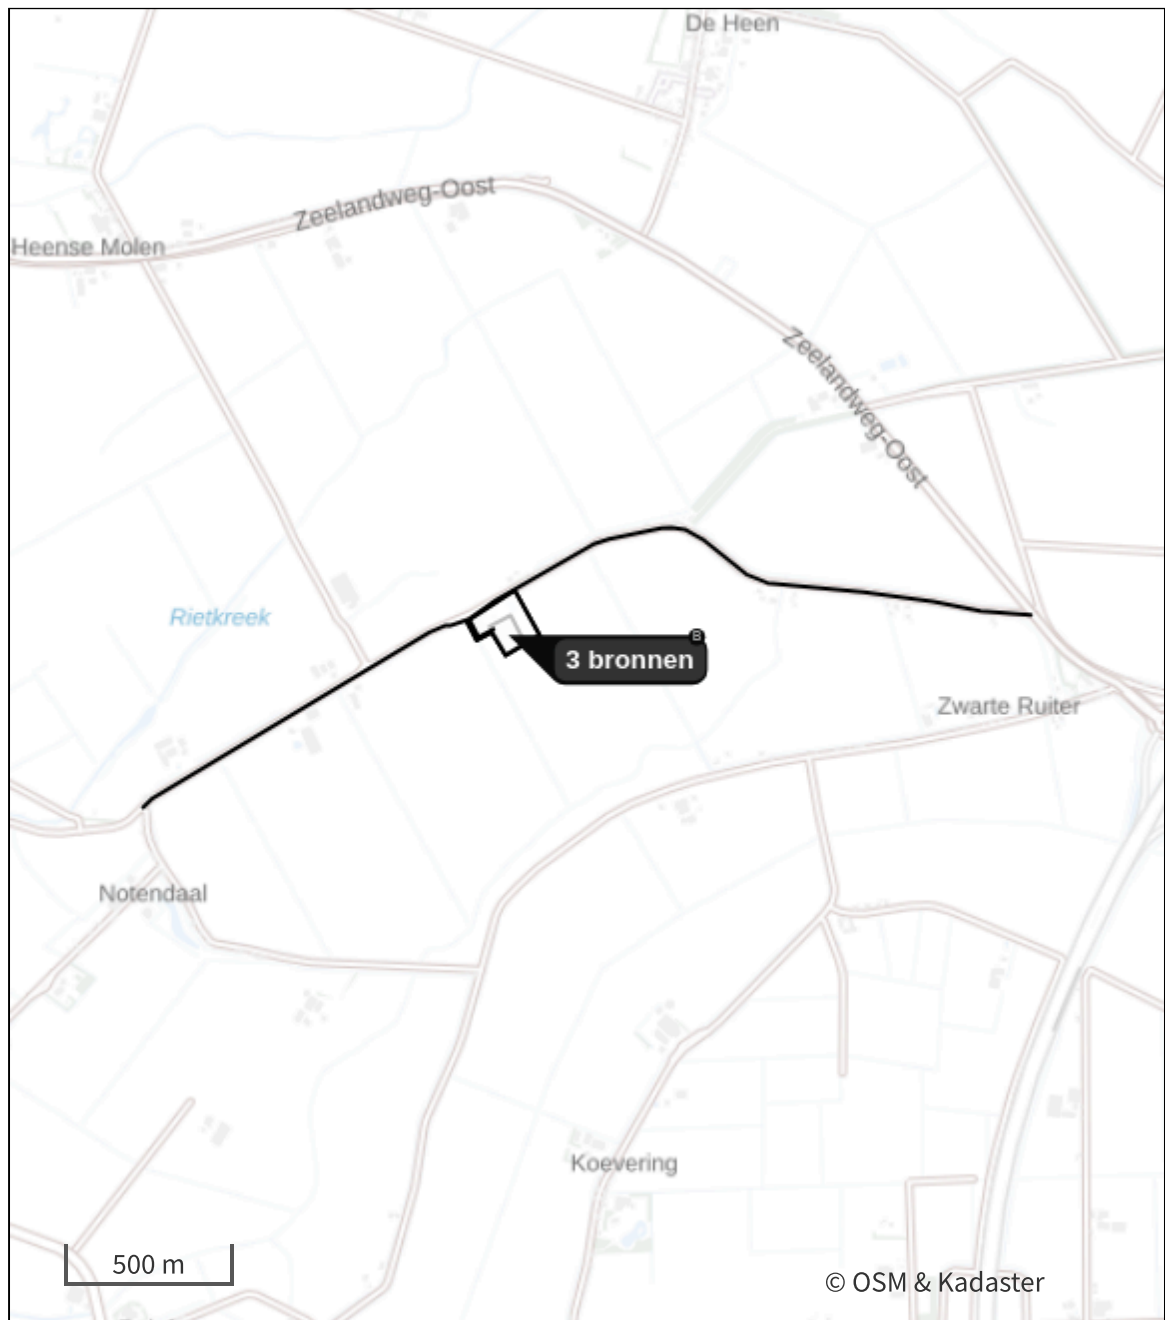 De Heen
Zeelandweg-Oost
Heense Molen
Zeelandweg-Oost
Rietkreek
B
3 bronnen
Zwarte Ruiter
Notendaal
Koevering
500 m
© OSM & Kadaster